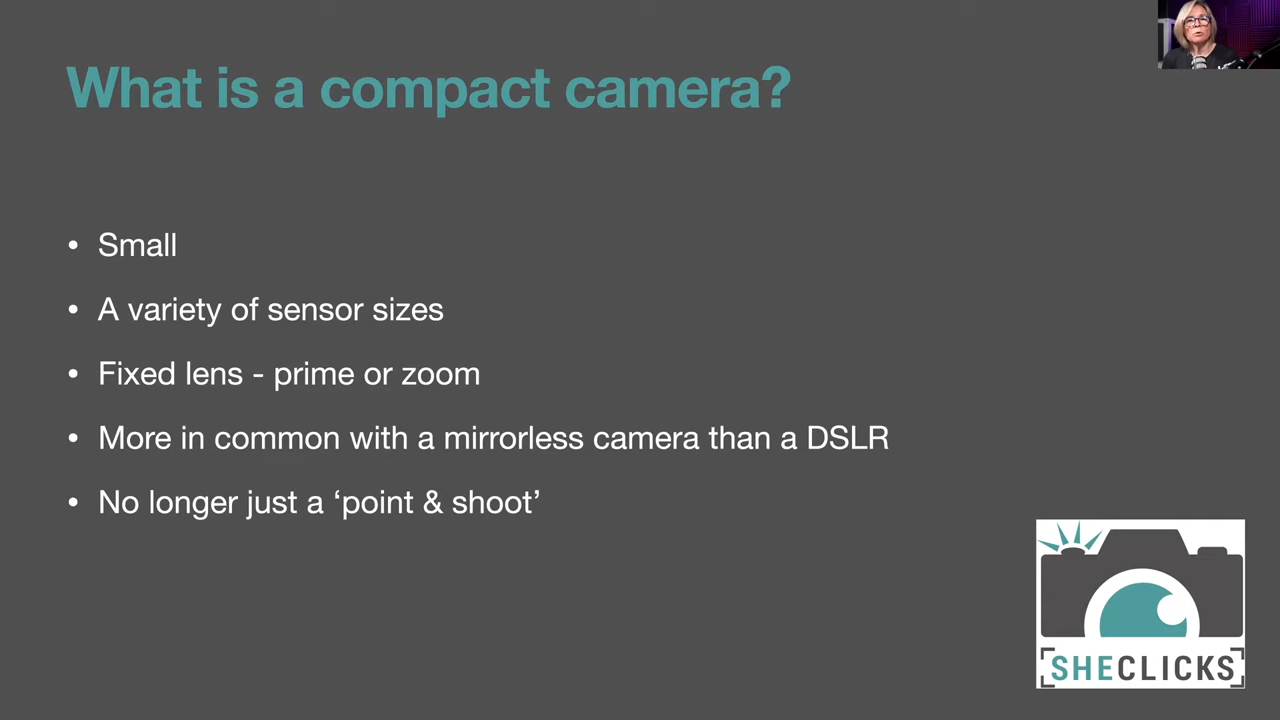 What is a compact camera?
• Small
• A variety of sensor sizes
• Fixed lens - prime or zoom
• More in common with a mirrorless camera than a DSLR
• No longer just a ‘point & shoot’
[SHECLICKS]